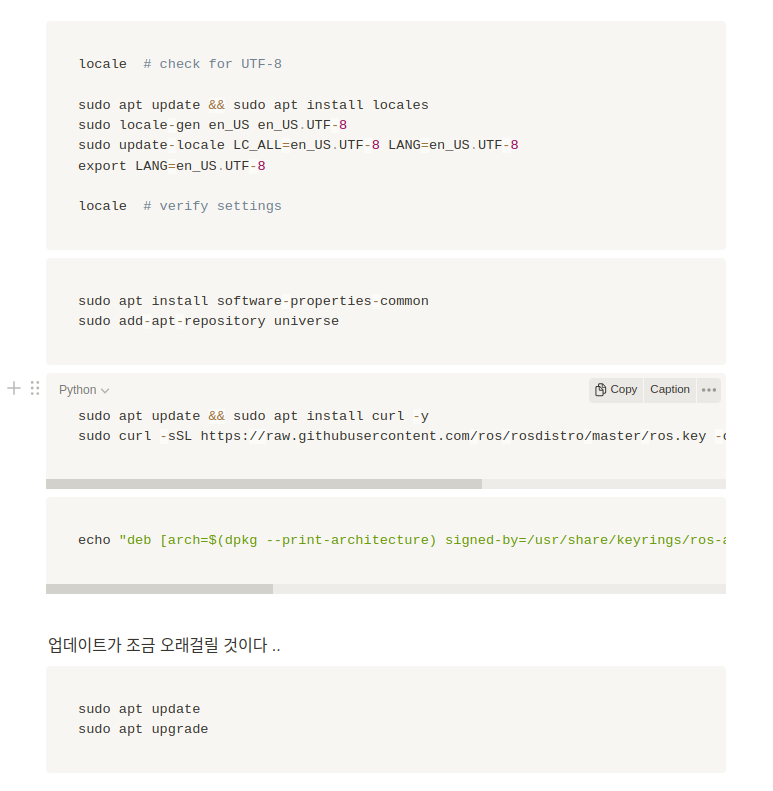 locale  # check for UTF-8
sudo apt update && sudo apt install locales
sudo locale-gen en_US en_US.UTF-8
sudo update-locale LC_ALL=en_US.UTF-8 LANG=en_US.UTF-8
export LANG=en_US.UTF-8
locale  # verify settings
sudo apt install software-properties-common
sudo add-apt-repository universe
Python
Copy Caption
sudo apt update && sudo apt install curl -y
sudo curl -sSL https://raw.githubusercontent.com/ros/rosdistro/master/ros.key
echo "deb [arch=$(dpkg --print-architecture) signed-by=/usr/share/keyrings/ros-a
업데이트가 조금 오래걸릴 것이다 ..
sudo apt update
sudo apt upgrade